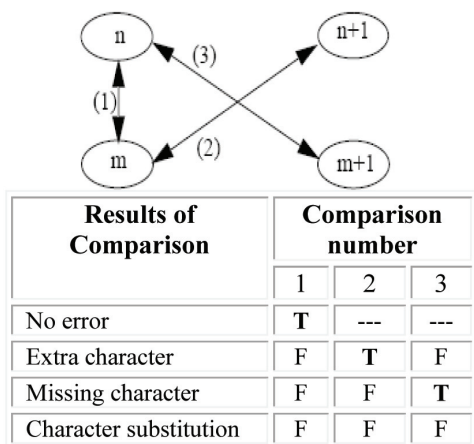 n
n+1
(3)
(1)
(2)
m
m+1
Results of Comparison
Comparison number
1 2 3
No error T --- ---
Extra character F T F
Missing character F F T
Character substitution F F F